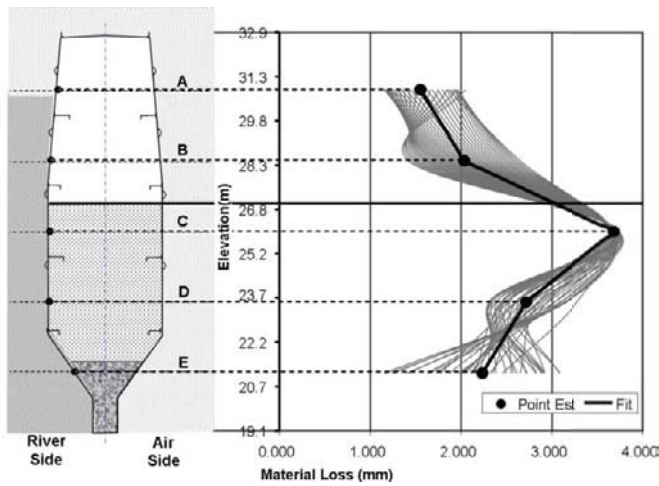 A
B
C
D
E
River
Side
Air
Side
Elevation(m)
32.9
31.3
29.8
28.3
26.8
25.2
23.7
22.2
20.7
19.1
0.000
1.000
2.000
3.000
4.000
Material Loss (mm)
Point Est
Fit